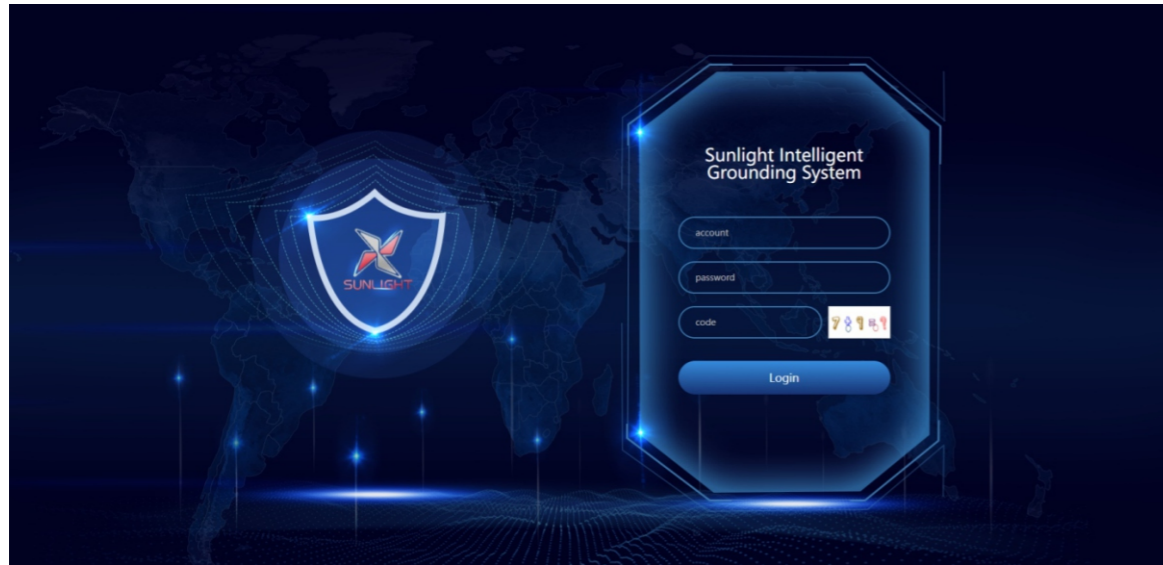 Sunlight Intelligent
Grounding System
account
password
SUNLIGHT
code
Login